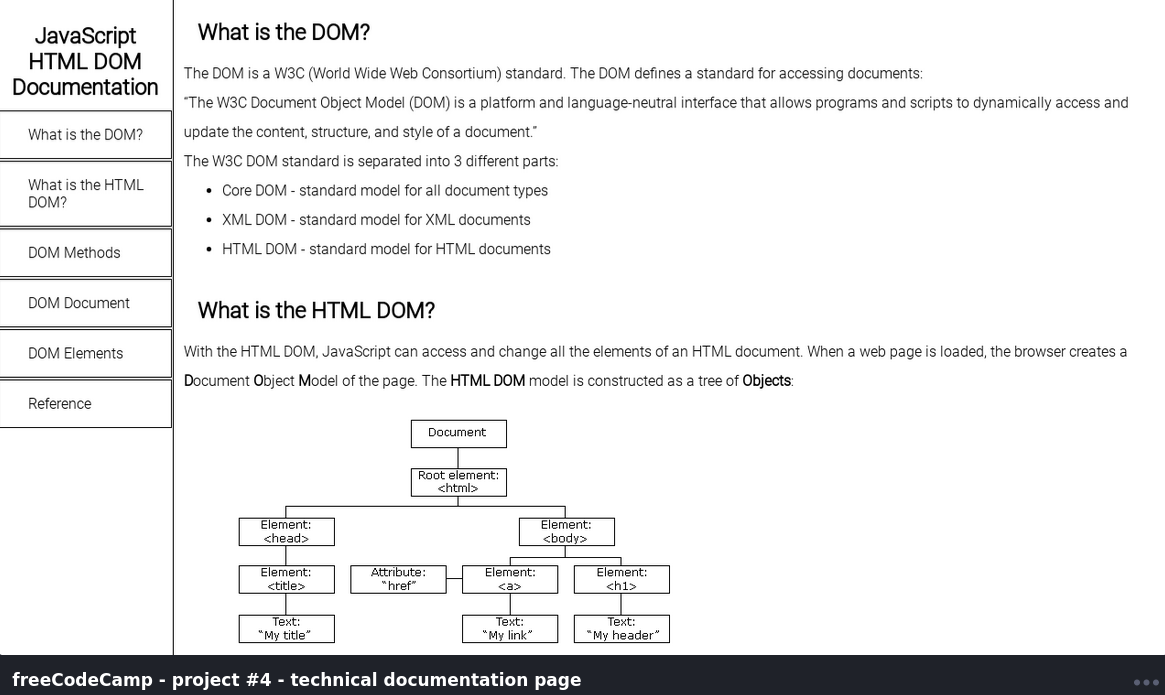 JavaScript
HTML DOM
Documentation
What is the DOM?
What is the HTML
DOM?
DOM Methods
DOM Document
DOM Elements
Reference
What is the DOM?
The DOM is a W3C (World Wide Web Consortium) standard. The DOM defines a standard for accessing documents:
“The W3C Document Object Model (DOM) is a platform and language-neutral interface that allows programs and scripts to dynamically access and
update the content, structure, and style of a document.”
The W3C DOM standard is separated into 3 different parts:
• Core DOM - standard model for all document types
• XML DOM - standard model for XML documents
• HTML DOM - standard model for HTML documents
What is the HTML DOM?
With the HTML DOM, JavaScript can access and change all the elements of an HTML document. When a web page is loaded, the browser creates a
Document Object Model of the page. The HTML DOM model is constructed as a tree of Objects:
Document
Root element:
<html>
Element:
<head>
Element:
<body>
Element:
<title>
Attribute:
"href"
Element:
<a>
Element:
<h1>
Text:
"My title"
Text:
"My link"
Text:
"My header"
freeCodeCamp - project #4 - technical documentation page